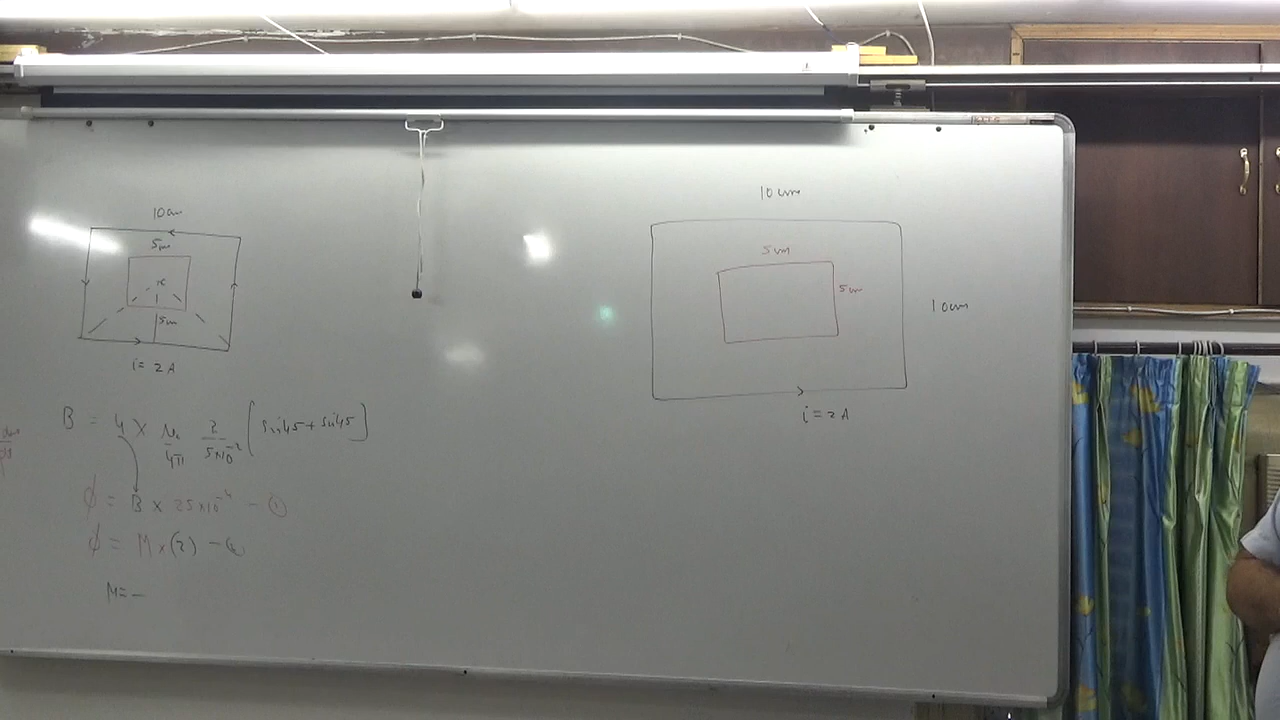 10cm
5cm
5cm
i = 2A
B = 4 × μ₀/4π 2/5×10⁻² [Sin45 + Sin45]
φ = B × 25×10⁻⁴ - ①
φ = M × (2) -
M = -
10cm
5cm
5cm
10cm
i = 2A